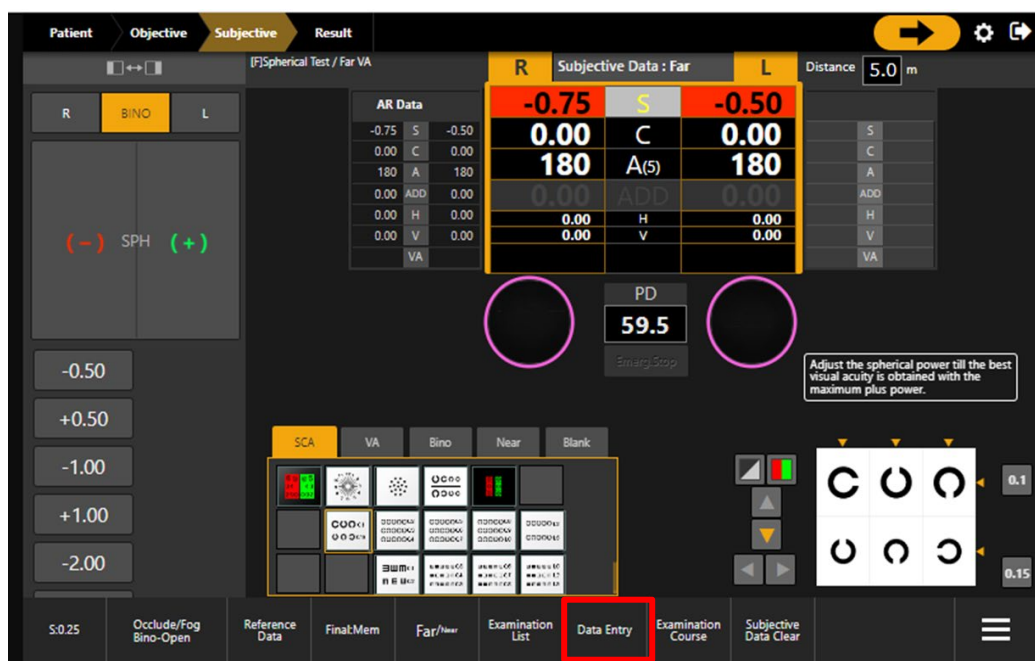 Patient Objective Subjective Result
[F]Spherical Test / Far VA
R Subjective Data : Far L
Distance 5.0 m
R BINO L
AR Data
-0.75 S -0.50
0.00 C 0.00
180 A 180
0.00 ADD 0.00
0.00 H 0.00
0.00 V 0.00
VA
-0.75 S -0.50
0.00 C 0.00
180 A(5) 180
0.00 ADD 0.00
0.00 H 0.00
0.00 V 0.00
S
C
A
ADD
H
V
VA
(-) SPH (+)
PD
59.5
Emerg.Stop
Adjust the spherical power till the best
visual acuity is obtained with the
maximum plus power.
-0.50
+0.50
-1.00
+1.00
-2.00
SCA VA Bino Near Blank
0.1
0.15
S:0.25
Occlude/Fog
Bino-Open
Reference
Data
Final:Mem
Far/Near
Examination
List
Data Entry
Examination
Course
Subjective
Data Clear